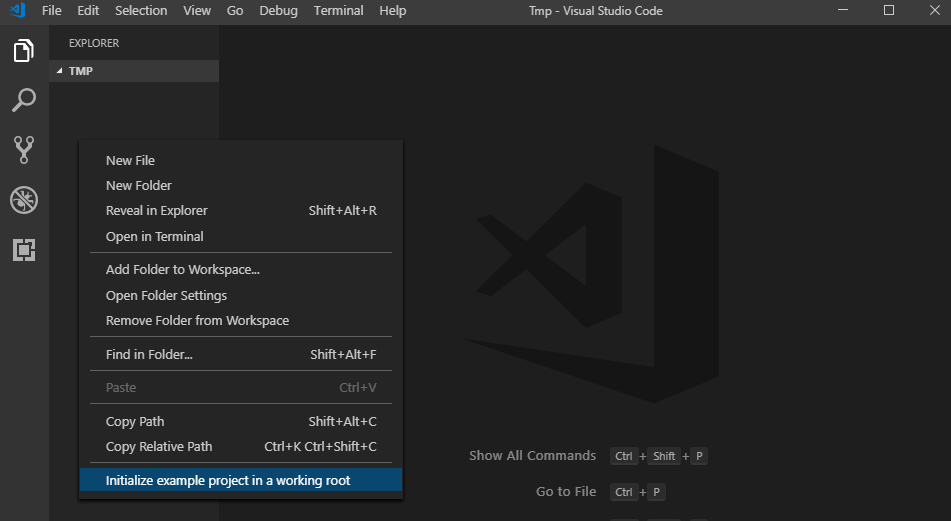 File Edit Selection View Go Debug Terminal Help Tmp - Visual Studio Code
EXPLORER
TMP
New File
New Folder
Reveal in Explorer Shift+Alt+R
Open in Terminal
Add Folder to Workspace...
Open Folder Settings
Remove Folder from Workspace
Find in Folder... Shift+Alt+F
Paste Ctrl+V
Copy Path Shift+Alt+C
Copy Relative Path Ctrl+K Ctrl+Shift+C
Initialize example project in a working root
Show All Commands Ctrl + Shift + P
Go to File Ctrl + P